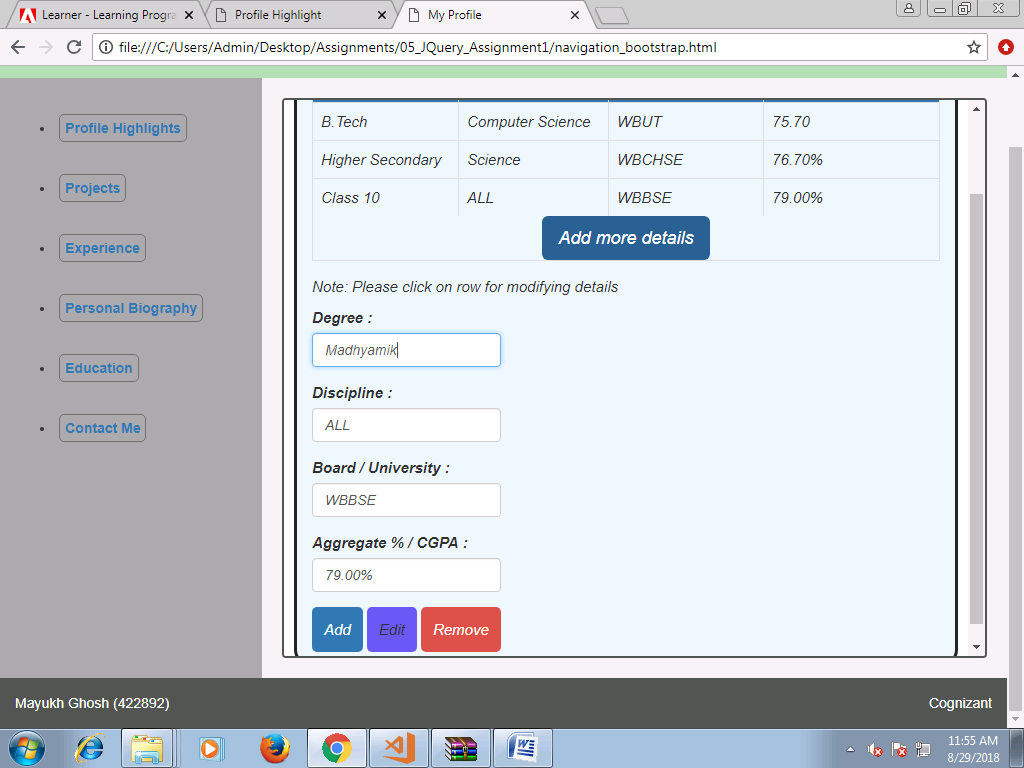 Learner - Learning Progra
Profile Highlight
My Profile
file:///C:/Users/Admin/Desktop/Assignments/05_JQuery_Assignment1/navigation_bootstrap.html
Profile Highlights
Projects
Experience
Personal Biography
Education
Contact Me
B.Tech Computer Science WBUT 75.70
Higher Secondary Science WBCHSE 76.70%
Class 10 ALL WBBSE 79.00%
Add more details
Note: Please click on row for modifying details
Degree :
Madhyamik
Discipline :
ALL
Board / University :
WBBSE
Aggregate % / CGPA :
79.00%
Add Edit Remove
Mayukh Ghosh (422892) Cognizant
11:55 AM
8/29/2018